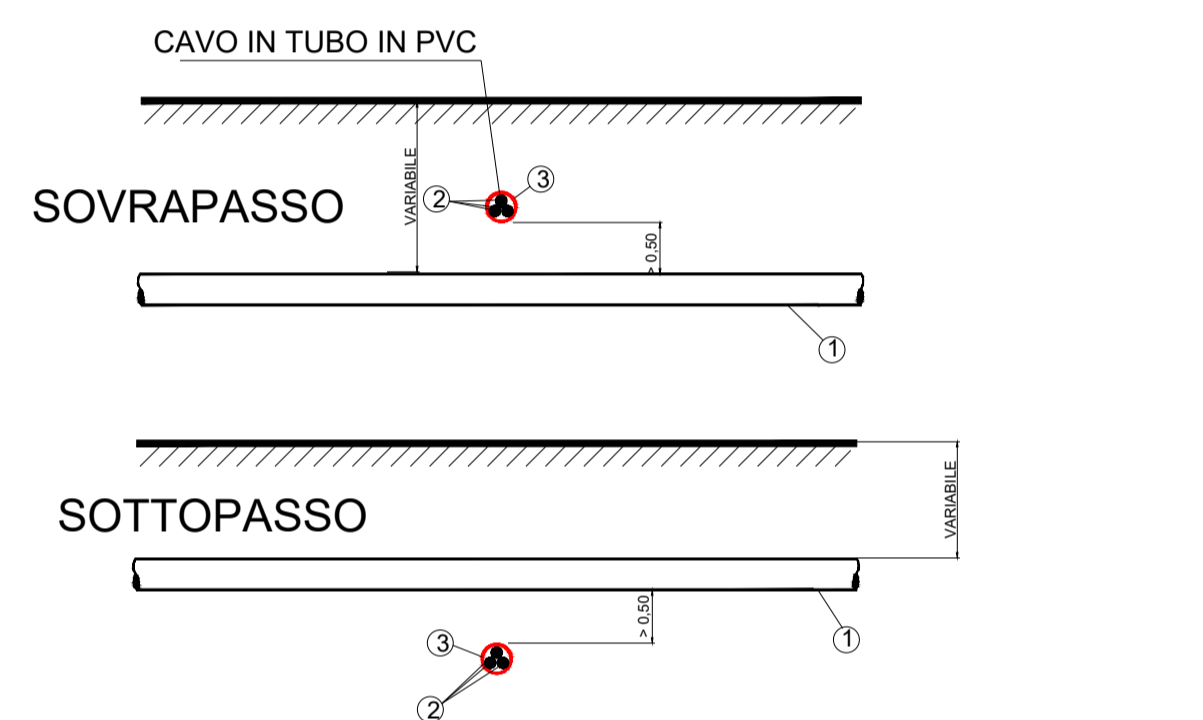 CAVO IN TUBO IN PVC
VARIABILE
3
2
SOVRAPASSO
> 0,50
1
VARIABILE
SOTTOPASSO
> 0,50
3
1
2